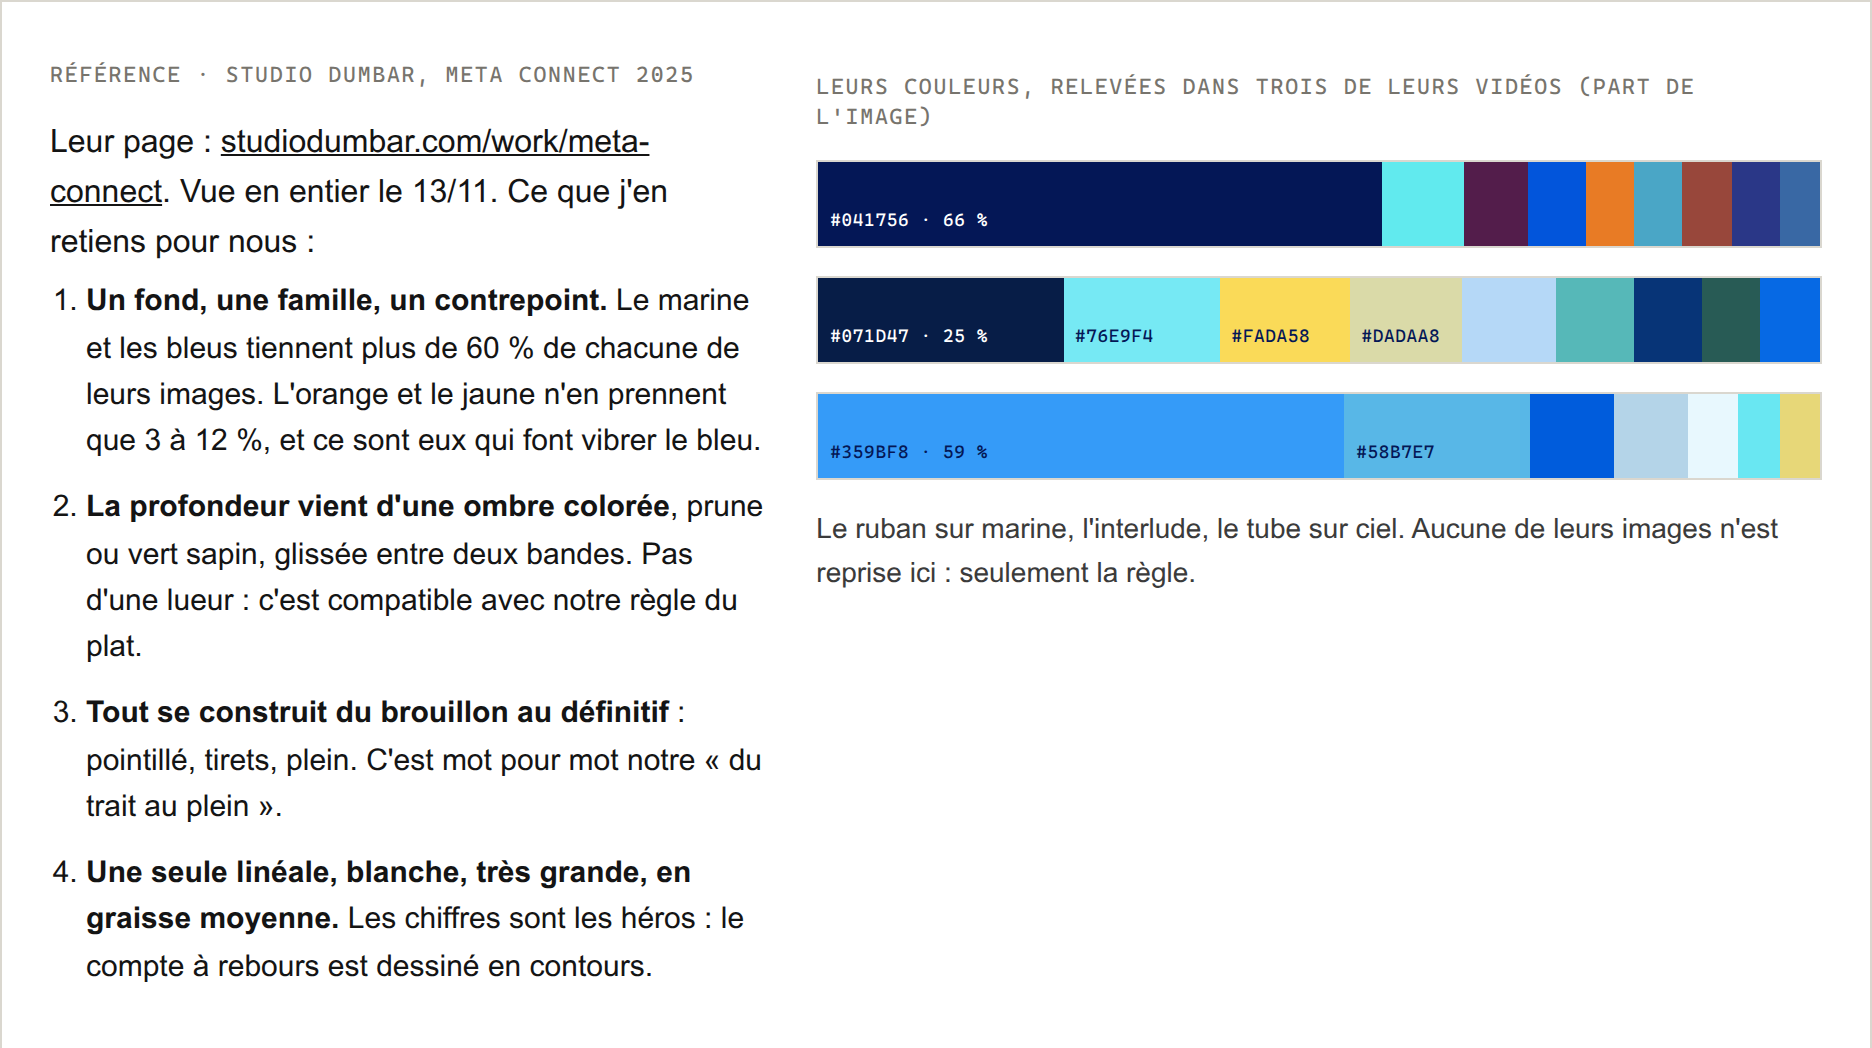 RÉFÉRENCE · STUDIO DUMBAR, META CONNECT 2025
Leur page : studiodumbar.com/work/meta-
connect. Vue en entier le 13/11. Ce que j'en
retiens pour nous :
1. Un fond, une famille, un contrepoint. Le marine
et les bleus tiennent plus de 60 % de chacune de
leurs images. L'orange et le jaune n'en prennent
que 3 à 12 %, et ce sont eux qui font vibrer le bleu.
2. La profondeur vient d'une ombre colorée, prune
ou vert sapin, glissée entre deux bandes. Pas
d'une lueur : c'est compatible avec notre règle du
plat.
3. Tout se construit du brouillon au définitif :
pointillé, tirets, plein. C'est mot pour mot notre « du
trait au plein ».
4. Une seule linéale, blanche, très grande, en
graisse moyenne. Les chiffres sont les héros : le
compte à rebours est dessiné en contours.
LEURS COULEURS, RELEVÉES DANS TROIS DE LEURS VIDÉOS (PART DE
L'IMAGE)
#041756 · 66 %
#071D47 · 25 % #76E9F4 #FADA58 #DADAA8
#359BF8 · 59 % #58B7E7
Le ruban sur marine, l'interlude, le tube sur ciel. Aucune de leurs images n'est
reprise ici : seulement la règle.